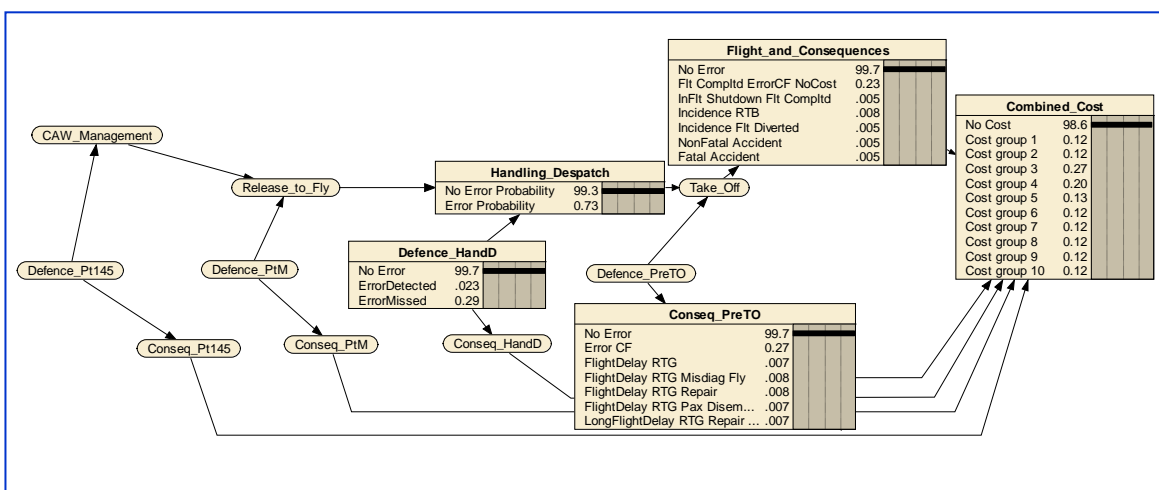 Flight_and_Consequences
No Error 99.7
Flt Compltd ErrorCF NoCost 0.23
InFlt Shutdown Flt Compltd .005
Incidence RTB .008
Incidence Flt Diverted .005
NonFatal Accident .005
Fatal Accident .005
Combined_Cost
No Cost 98.6
Cost group 1 0.12
Cost group 2 0.12
Cost group 3 0.27
Cost group 4 0.20
Cost group 5 0.13
Cost group 6 0.12
Cost group 7 0.12
Cost group 8 0.12
Cost group 9 0.12
Cost group 10 0.12
CAW_Management
Release_to_Fly
Handling_Despatch
No Error Probability 99.3
Error Probability 0.73
Take_Off
Defence_Pt145
Defence_PtM
Defence_HandD
No Error 99.7
ErrorDetected .023
ErrorMissed 0.29
Defence_PreTO
Conseq_Pt145
Conseq_PtM
Conseq_HandD
Conseq_PreTO
No Error 99.7
Error CF 0.27
FlightDelay RTG .007
FlightDelay RTG Misdiag Fly .008
FlightDelay RTG Repair .008
FlightDelay RTG Pax Disem... .007
LongFlightDelay RTG Repair ... .007